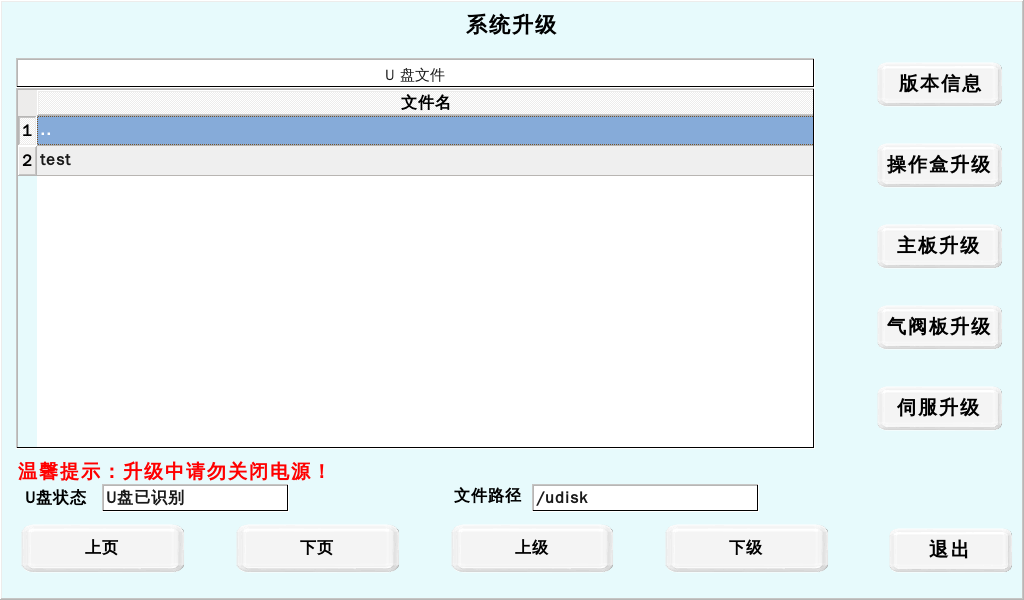 系统升级
U 盘文件
文件名
1 ..
2 test
版本信息
操作盒升级
主板升级
气阀板升级
伺服升级
温馨提示：升级中请勿关闭电源！
U盘状态 U盘已识别 文件路径 /udisk
上页 下页 上级 下级 退出